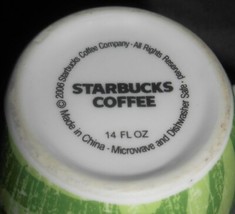 © 2006 Starbucks Coffee Company - All Rights Reserved -
STARBUCKS
COFFEE
14 FL OZ
Made in China - Microwave and Dishwasher Safe